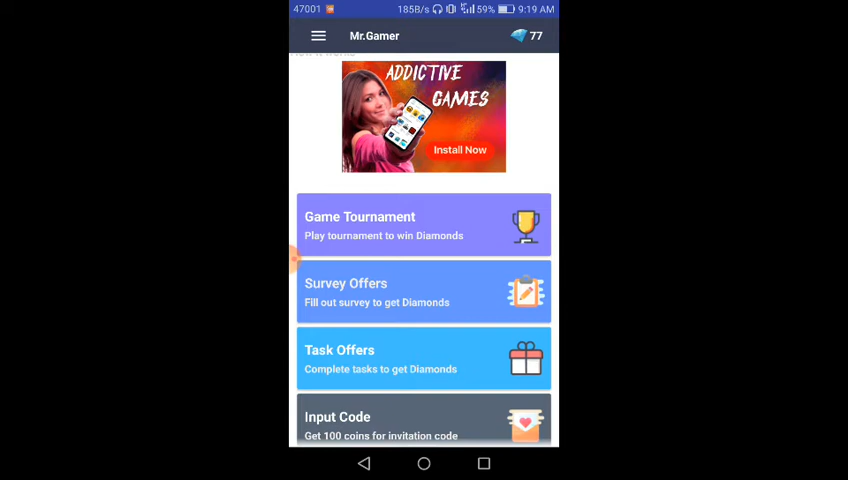 47001 185B/s 59% 9:19 AM
Mr.Gamer 77
ADDICTIVE
GAMES
Install Now
Game Tournament
Play tournament to win Diamonds
Survey Offers
Fill out survey to get Diamonds
Task Offers
Complete tasks to get Diamonds
Input Code
Get 100 coins for invitation code